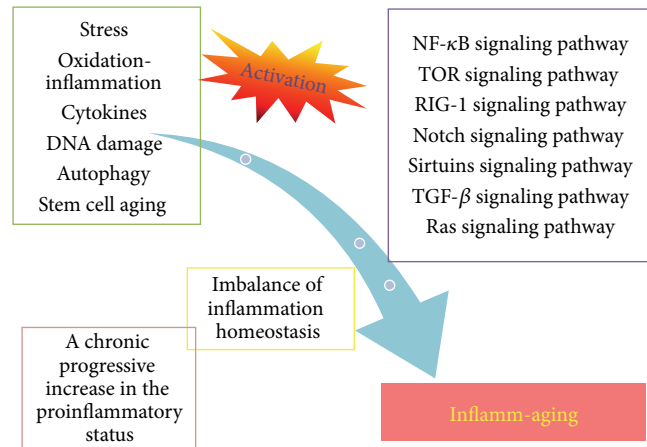 Stress
Oxidation-
inflammation
Cytokines
DNA damage
Autophagy
Stem cell aging
Activation
NF-κB signaling pathway
TOR signaling pathway
RIG-1 signaling pathway
Notch signaling pathway
Sirtuins signaling pathway
TGF-β signaling pathway
Ras signaling pathway
Imbalance of
inflammation
homeostasis
A chronic
progressive
increase in the
proinflammatory
status
Inflamm-aging